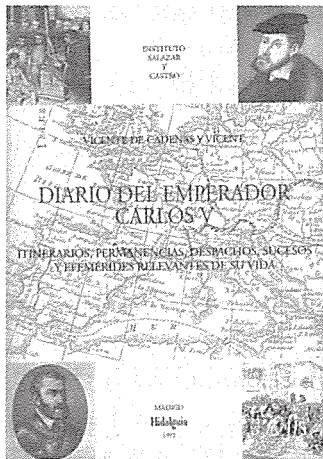 INSTITUTO
SALAZAR
Y
CASTRO
VICENTE DE CADENAS Y VICENT
DIARIO DEL EMPERADOR
CARLOS V
ITINERARIOS, PERMANENCIAS, DESPACHOS, SUCESOS
Y EFEMÉRIDES RELEVANTES DE SU VIDA
MADRID
Hidalguía